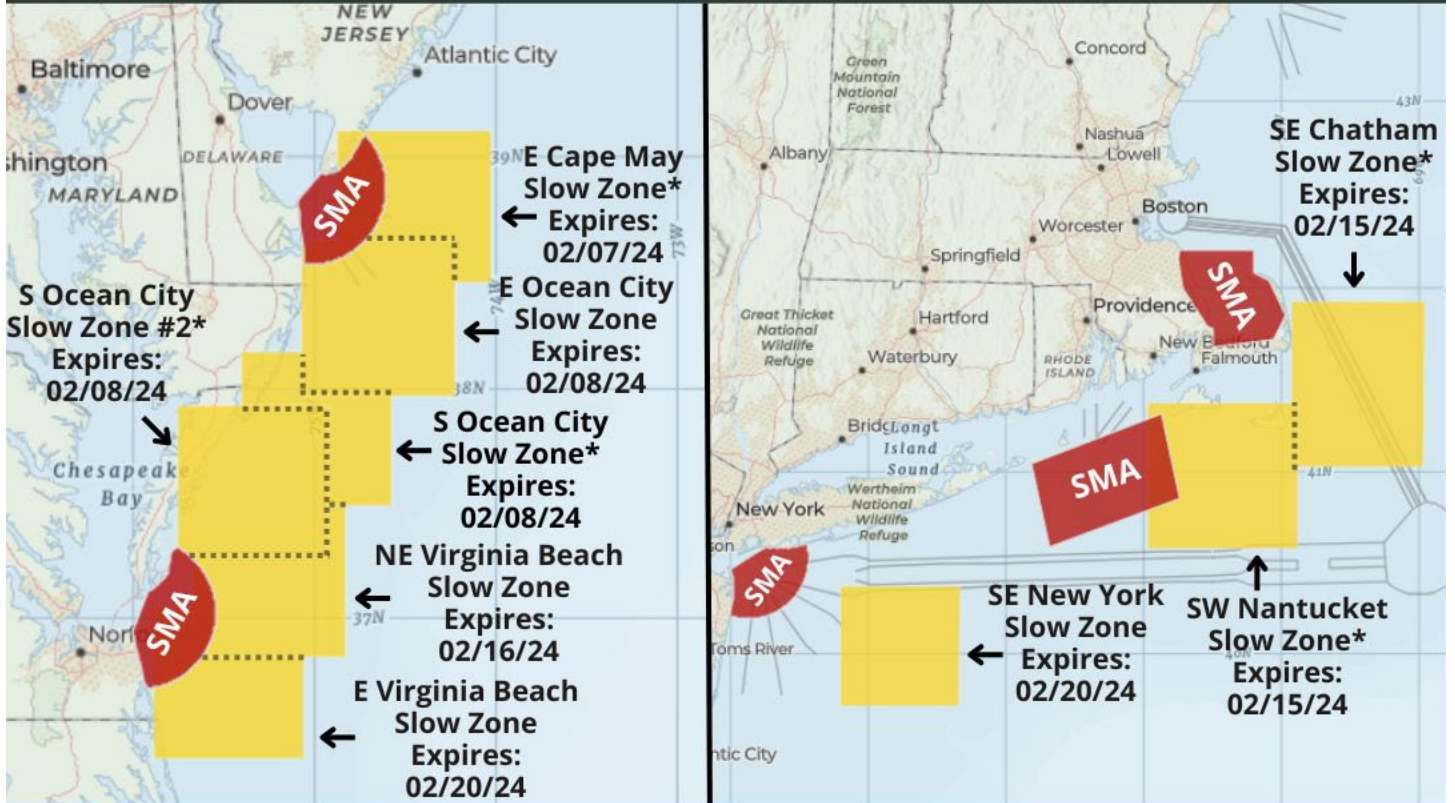 NEW
JERSEY
Atlantic City
Baltimore
Dover
DELAWARE
shington
MARYLAND
SMA
39N
E Cape May
Slow Zone*
Expires:
02/07/24
73W
74W
E Ocean City
Slow Zone
Expires:
02/08/24
S Ocean City
Slow Zone #2*
Expires:
02/08/24
38N
S Ocean City
Slow Zone*
Expires:
02/08/24
Chesapeake
Bay
NE Virginia Beach
Slow Zone
Expires:
02/16/24
37N
SMA
Norf
E Virginia Beach
Slow Zone
Expires:
02/20/24
Concord
Green
Mountain
National
Forest
43N
Nashua
Lowell
Albany
SE Chatham
Slow Zone*
Expires:
02/15/24
69
Boston
Worcester
Springfield
SMA
Providence
Hartford
Great Thicket
National
Wildlife
Refuge
Waterbury
RHODE
ISLAND
New Bedford
Falmouth
Long
Island
Sound
SMA
41N
Wertheim
National
Wildlife
Refuge
New York
son
SMA
SE New York
Slow Zone
Expires:
02/20/24
SW Nantucket
Slow Zone*
Expires:
02/15/24
40N
Toms River
ntic City